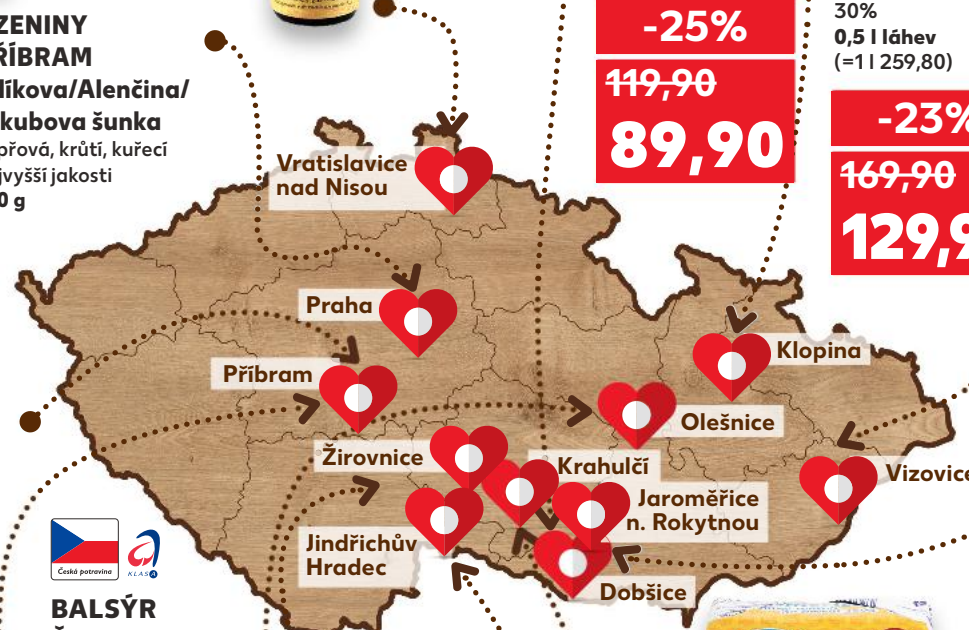 ZENINY
ŘÍBRAM
líkova/Alenčina/
kubova šunka
přová, krůtí, kuřecí
jvyšší jakosti
0 g
-25%
119,90
89,90
30%
0,5 l láhev
(=1 l 259,80)
-23%
169,90
129,9
Vratislavice
nad Nisou
Praha
Příbram
Klopina
Olešnice
Žirovnice
Krahulčí
Vizovice
Jaroměřice
n. Rokytnou
Jindřichův
Hradec
Dobšice
Česká potravina
KLASA
BALSÝR